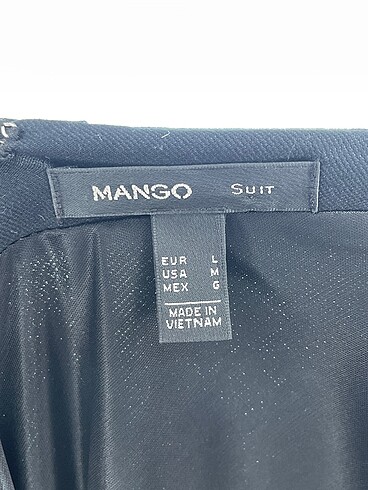 MANGO SUIT
EUR L
USA M
MEX G
MADE IN
VIETNAM